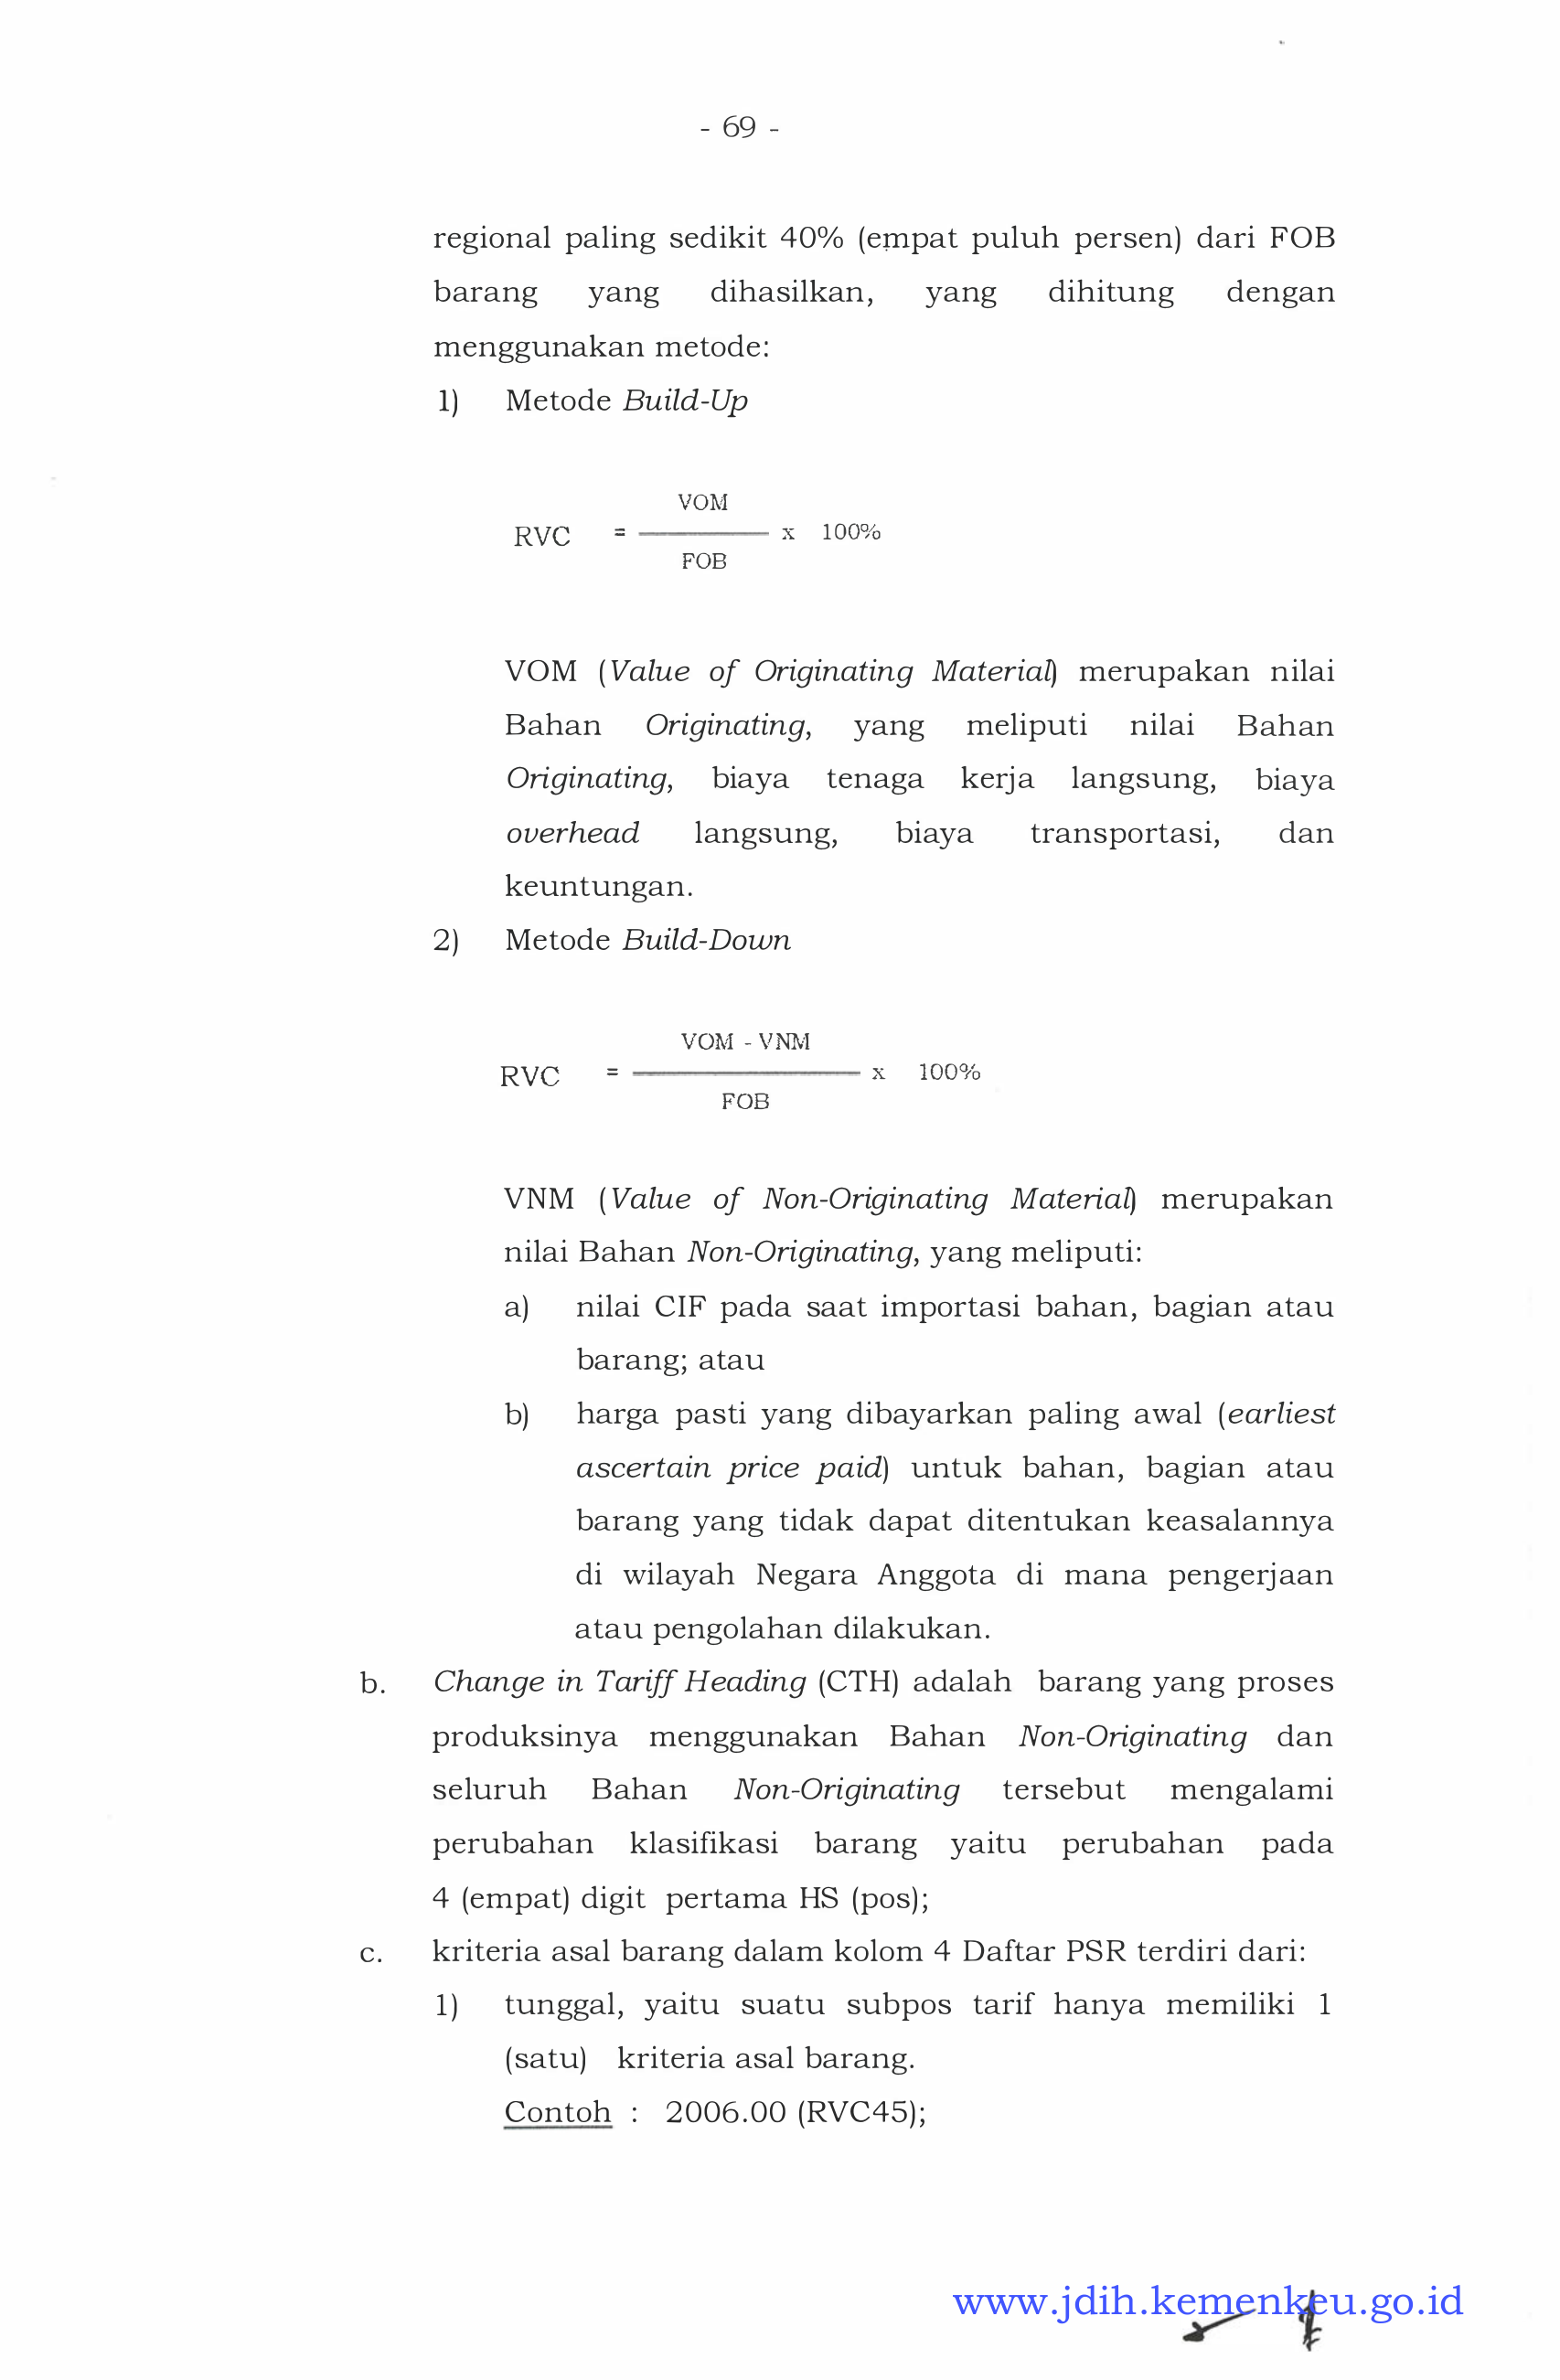 - 69 -
regional paling sedikit 40% (empat puluh persen) dari FOB
barang yang dihasilkan, yang dihitung dengan
menggunakan metode:
1) Metode Build-Up
VOM
RVC = x 100%
FOB
VOM (Value of Originating Material) merupakan nilai
Bahan Originating, yang meliputi nilai Bahan
Originating, biaya tenaga kerja langsung, biaya
overhead langsung, biaya transportasi, dan
keuntungan.
2) Metode Build-Down
VOM - VNM
RVC = x 100%
FOB
VNM (Value of Non-Originating Material) merupakan
nilai Bahan Non-Originating, yang meliputi:
a) nilai CIF pada saat importasi bahan, bagian atau
barang; atau
b) harga pasti yang dibayarkan paling awal (earliest
ascertain price paid) untuk bahan, bagian atau
barang yang tidak dapat ditentukan keasalannya
di wilayah Negara Anggota di mana pengerjaan
atau pengolahan dilakukan.
b. Change in Tariff Heading (CTH) adalah barang yang proses
produksinya menggunakan Bahan Non-Originating dan
seluruh Bahan Non-Originating tersebut mengalami
perubahan klasifikasi barang yaitu perubahan pada
4 (empat) digit pertama HS (pos);
c. kriteria asal barang dalam kolom 4 Daftar PSR terdiri dari:
1) tunggal, yaitu suatu subpos tarif hanya memiliki 1
(satu) kriteria asal barang.
Contoh : 2006.00 (RVC45);
www.jdih.kemenkeu.go.id